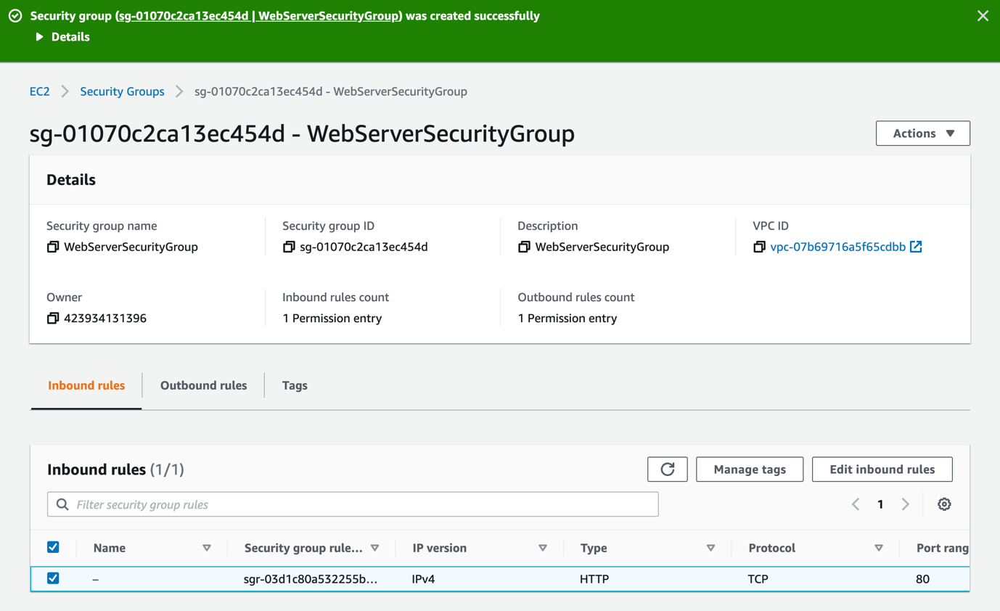 Security group (sg-01070c2ca13ec454d | WebServerSecurityGroup) was created successfully
Details
EC2 Security Groups sg-01070c2ca13ec454d - WebServerSecurityGroup
sg-01070c2ca13ec454d - WebServerSecurityGroup Actions
Details
Security group name Security group ID Description VPC ID
WebServerSecurityGroup sg-01070c2ca13ec454d WebServerSecurityGroup vpc-07b69716a5f65cdbb
Owner Inbound rules count Outbound rules count
423934131396 1 Permission entry 1 Permission entry
Inbound rules Outbound rules Tags
Inbound rules (1/1) Manage tags Edit inbound rules
Filter security group rules 1
Name Security group rule... IP version Type Protocol Port rang
– sgr-03d1c80a532255b... IPv4 HTTP TCP 80